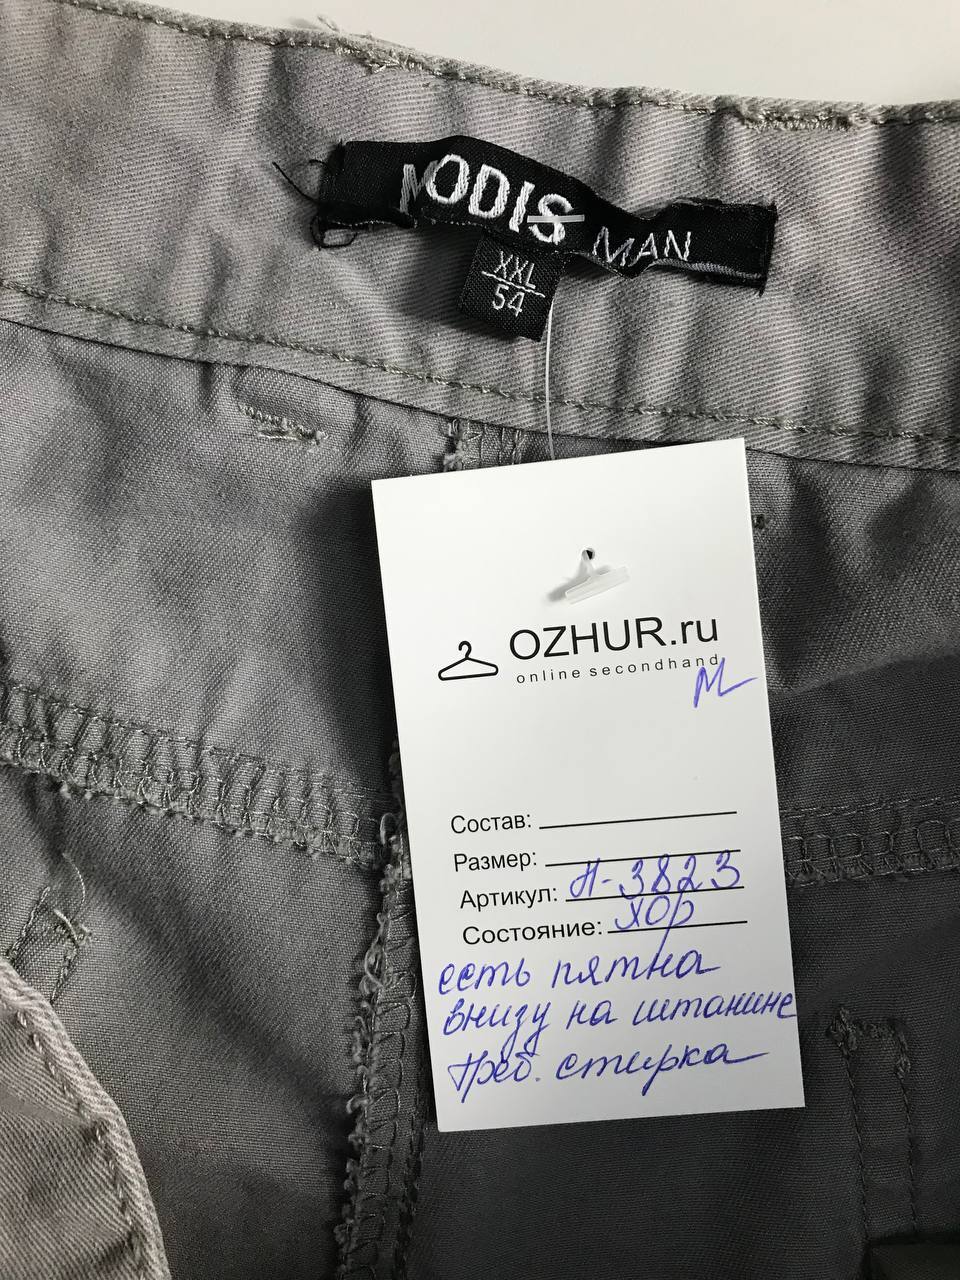 MODIS MAN
XXL
54
OZHUR.ru
online secondhand
М
Состав:
Размер:
Артикул: Н-3823
Состояние: хор
есть пятна
внизу на штанине
треб. стирка